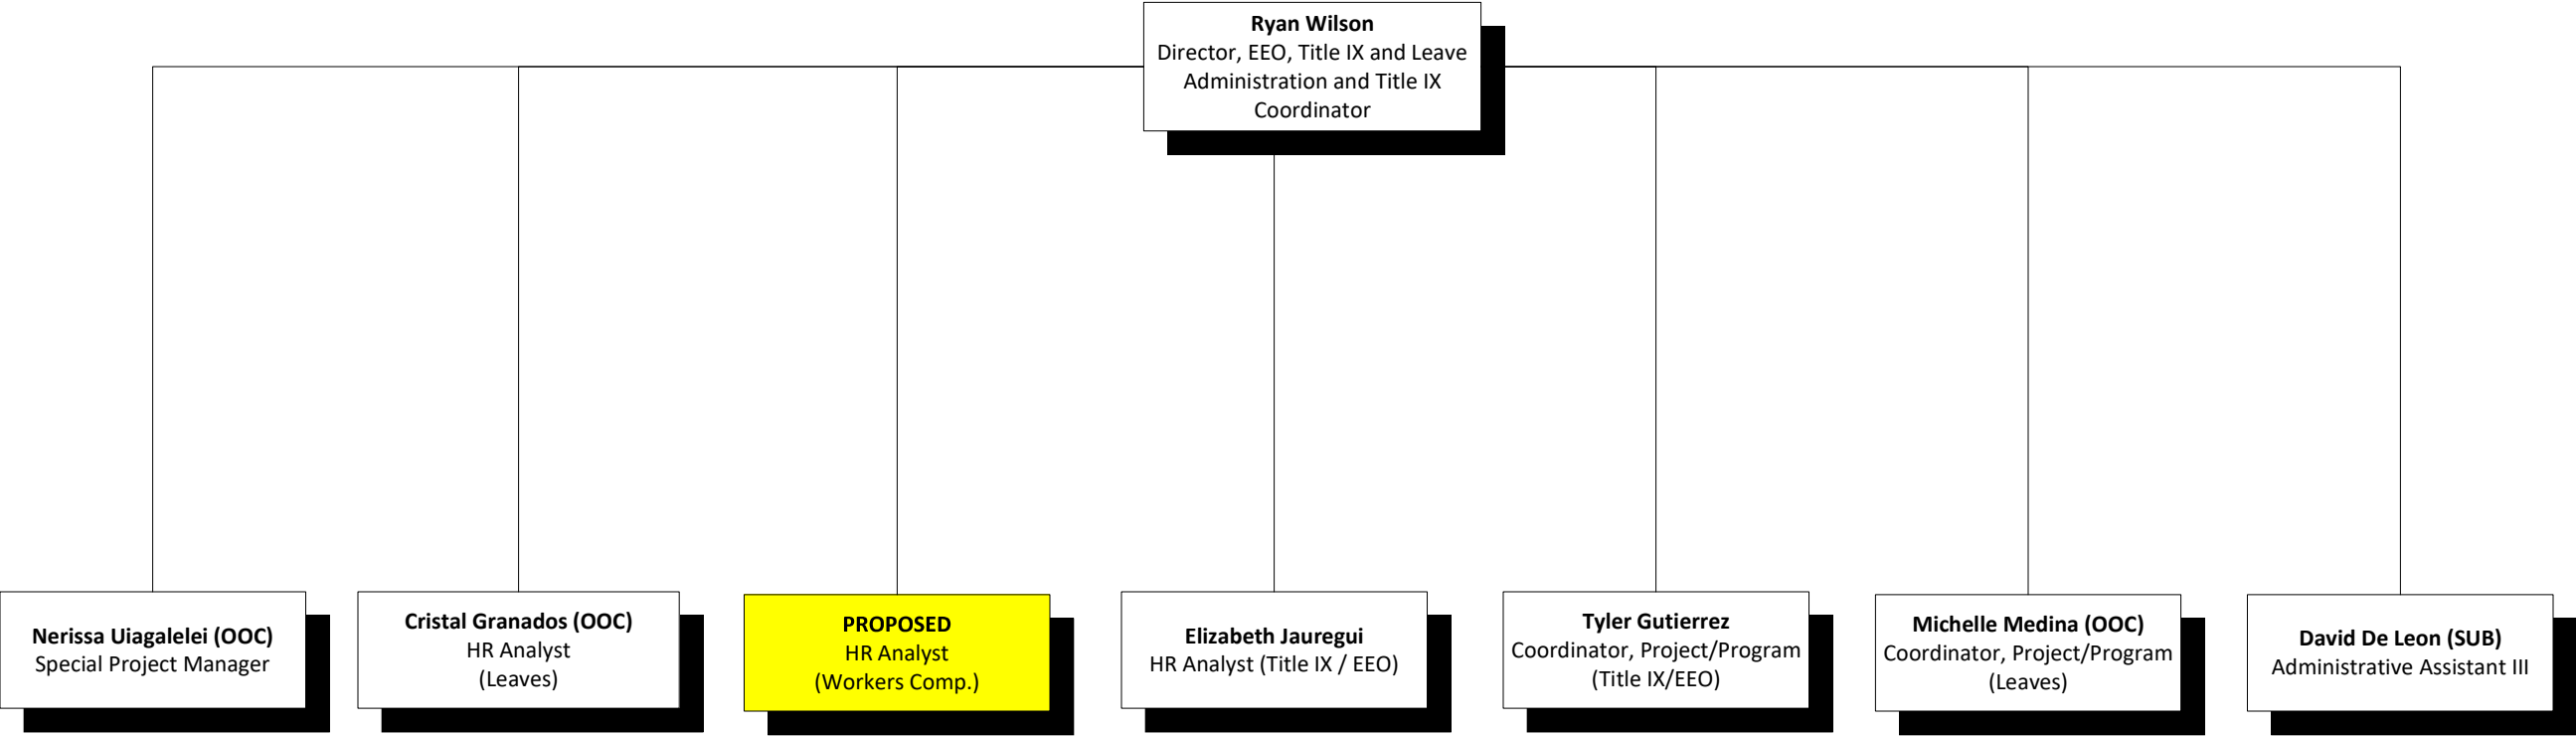 Ryan Wilson
Director, EEO, Title IX and Leave
Administration and Title IX
Coordinator
Nerissa Uiagalelei (OOC)
Special Project Manager
Cristal Granados (OOC)
HR Analyst
(Leaves)
PROPOSED
HR Analyst
(Workers Comp.)
Elizabeth Jauregui
HR Analyst (Title IX / EEO)
Tyler Gutierrez
Coordinator, Project/Program
(Title IX/EEO)
Michelle Medina (OOC)
Coordinator, Project/Program
(Leaves)
David De Leon (SUB)
Administrative Assistant III